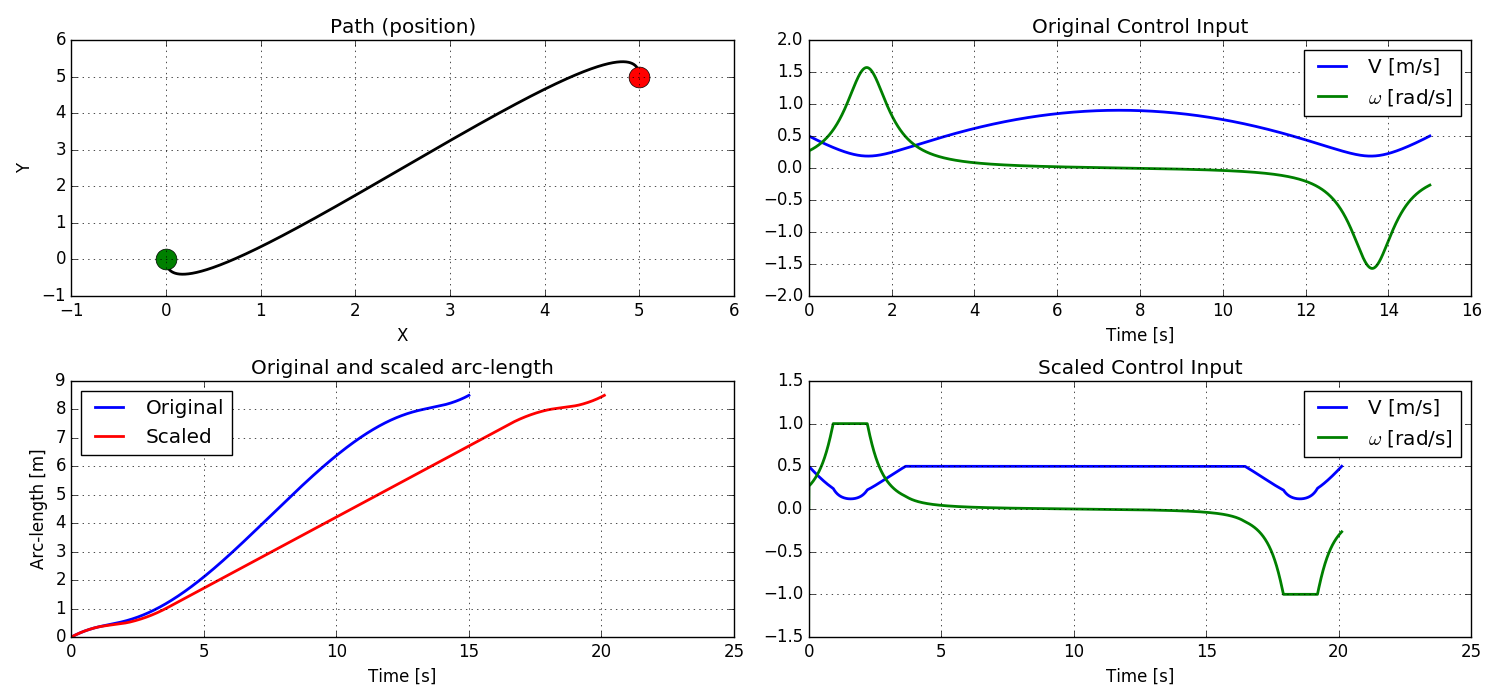 Path (position)
6
5
4
3
2
1
0
−1
Y
−1 0 1 2 3 4 5 6
X
Original Control Input
2.0
1.5
1.0
0.5
0.0
−0.5
−1.0
−1.5
−2.0
V [m/s]
ω [rad/s]
0 2 4 6 8 10 12 14 16
Time [s]
Original and scaled arc-length
9
8
7
6
5
4
3
2
1
0
Arc-length [m]
Original
Scaled
0 5 10 15 20 25
Time [s]
Scaled Control Input
1.5
1.0
0.5
0.0
−0.5
−1.0
−1.5
V [m/s]
ω [rad/s]
0 5 10 15 20 25
Time [s]